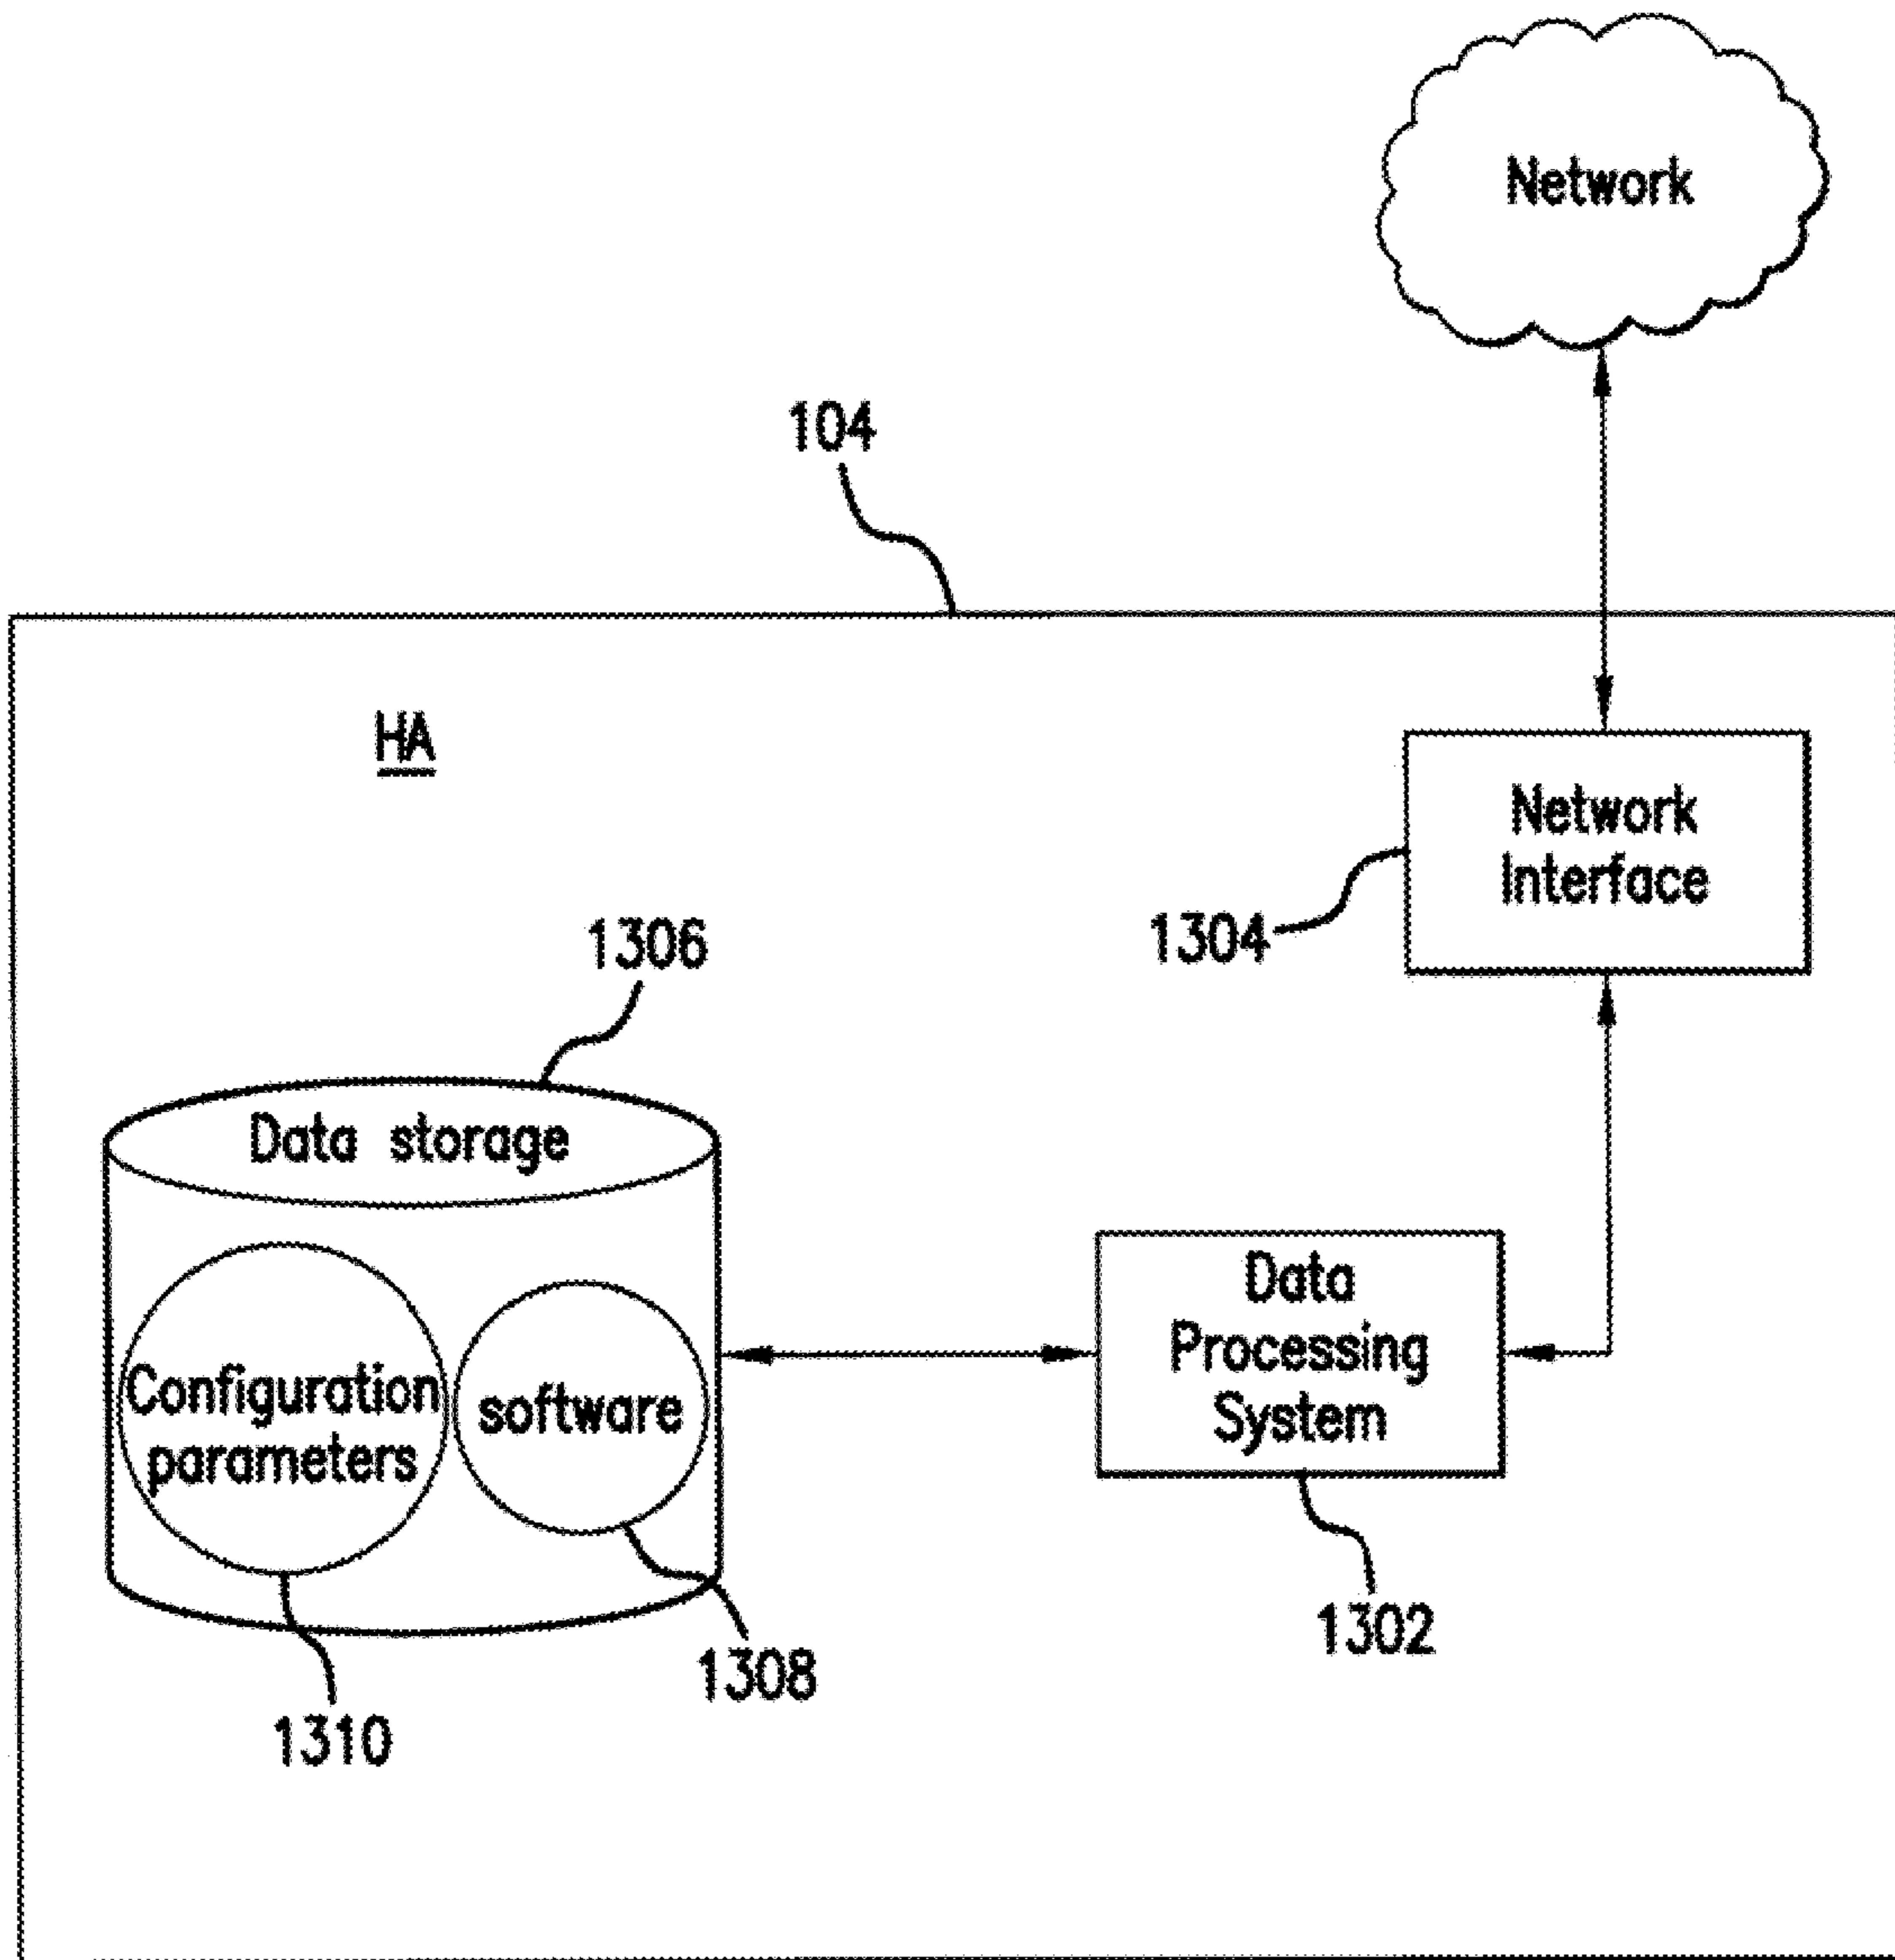 Network
104
HA
Network
Interface
1304
1306
Data storage
Data
Processing
System
Configuration
parameters
software
1302
1308
1310